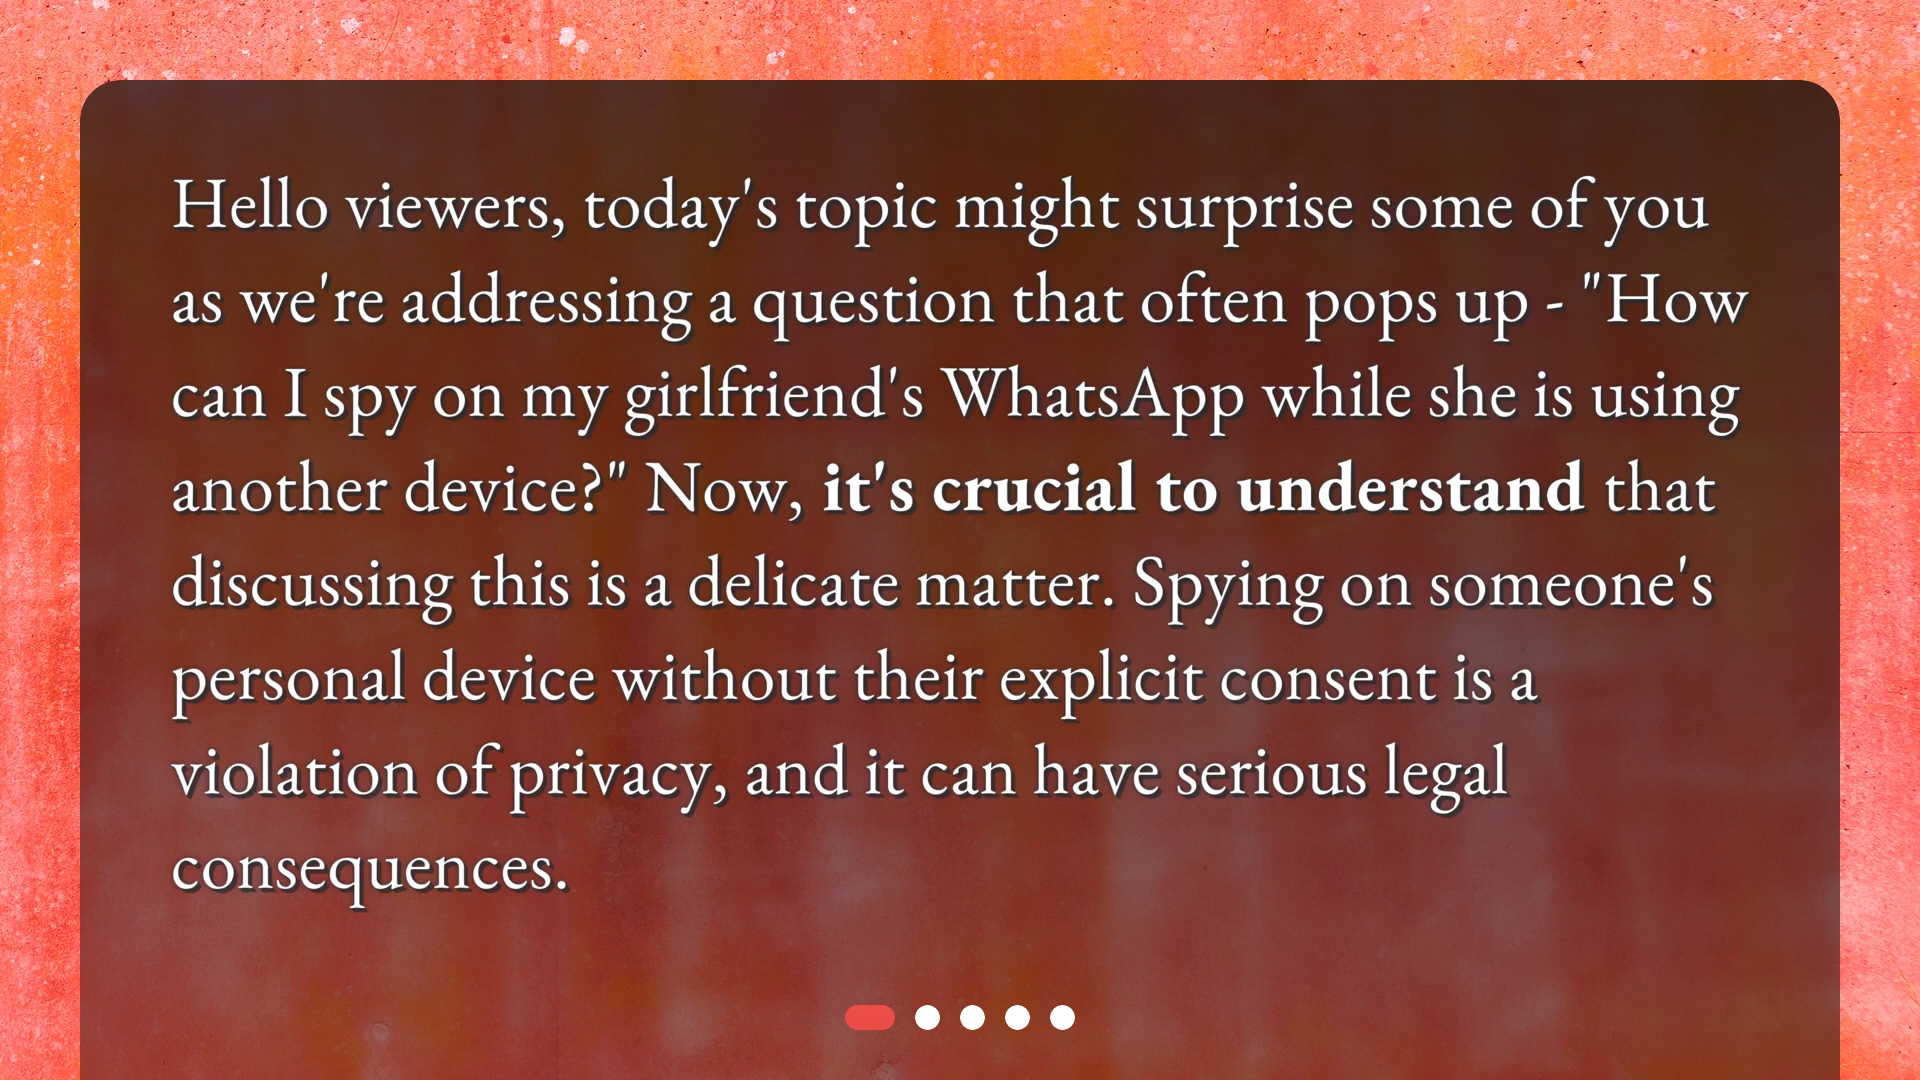 Hello viewers, today's topic might surprise some of you
as we're addressing a question that often pops up - "How
can I spy on my girlfriend's WhatsApp while she is using
another device?" Now, it's crucial to understand that
discussing this is a delicate matter. Spying on someone's
personal device without their explicit consent is a
violation of privacy, and it can have serious legal
consequences.